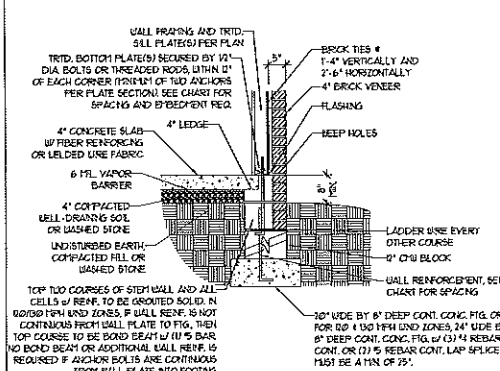 WALL FRAMING AND TRTD.
SILL PLATE(S) PER PLAN
TRTD. BOTTOM PLATE(S) SECURED BY 1/2"
DIA. BOLTS OR THREADED RODS, WITHIN 12"
OF EACH CORNER (MINIMUM OF TWO ANCHORS
PER PLATE SECTION). SEE CHART FOR
SPACING AND EMBEDMENT REQ.
4" LEDGE
4" CONCRETE SLAB
W/ FIBER REINFORCING
OR WELDED WIRE FABRIC
6 MIL. VAPOR
BARRIER
4" COMPACTED
WELL-DRAINING SOIL
OR WASHED STONE
UNDISTURBED EARTH,
COMPACTED FILL OR
WASHED STONE
TOP TWO COURSES OF STEM WALL AND ALL
CELLS W/ REINF. TO BE GROUTED SOLID. IN
120/130 MPH WIND ZONES, IF WALL REINF. IS NOT
CONTINUOUS FROM WALL PLATE TO FTG, THEN
TOP COURSE TO BE BOND BEAM W/ (1) 5 BAR.
NO BOND BEAM OR ADDITIONAL WALL REINF. IS
REQUIRED IF ANCHOR BOLTS ARE CONTINUOUS
FROM WALL PLATE INTO FOOTING
5"
BRICK TIES @
1'-4" VERTICALLY AND
2'-6" HORIZONTALLY
4" BRICK VENEER
FLASHING
WEEP HOLES
8"
MIN.
LADDER WIRE EVERY
OTHER COURSE
12" CMU BLOCK
WALL REINFORCEMENT, SEE
CHART FOR SPACING
20" WIDE BY 8" DEEP CONT. CONC. FTG. OR
FOR 120 & 130 MPH WIND ZONES, 24" WIDE BY
8" DEEP CONT. CONC. FTG. W/ (3) 4 REBAR
CONT. OR (2) 5 REBAR CONT. LAP SPLICE
MUST BE A MIN. OF 25".